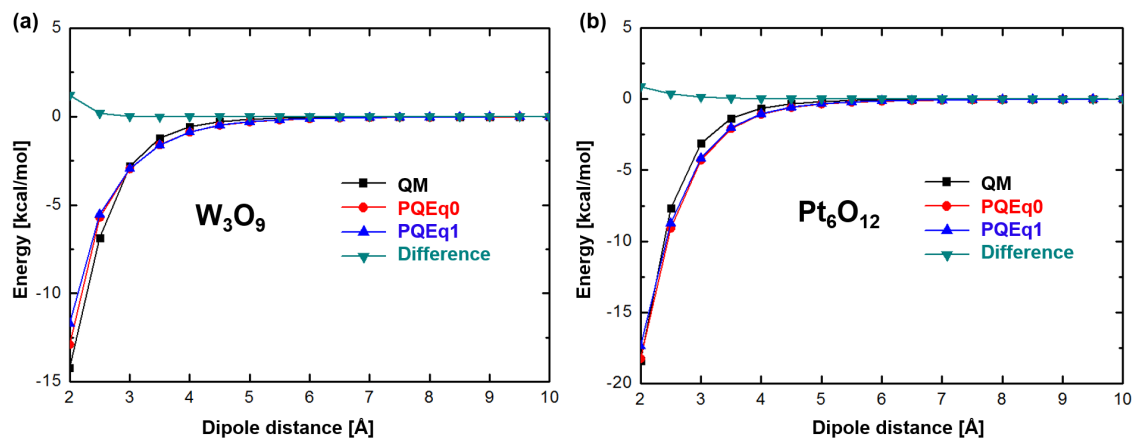 (a)
5
0
-5
-10
-15
Energy [kcal/mol]
W₃O₉
QM
PQEq0
PQEq1
Difference
2 3 4 5 6 7 8 9 10
Dipole distance [Å]
(b)
5
0
-5
-10
-15
-20
Energy [kcal/mol]
Pt₆O₁₂
QM
PQEq0
PQEq1
Difference
2 3 4 5 6 7 8 9 10
Dipole distance [Å]